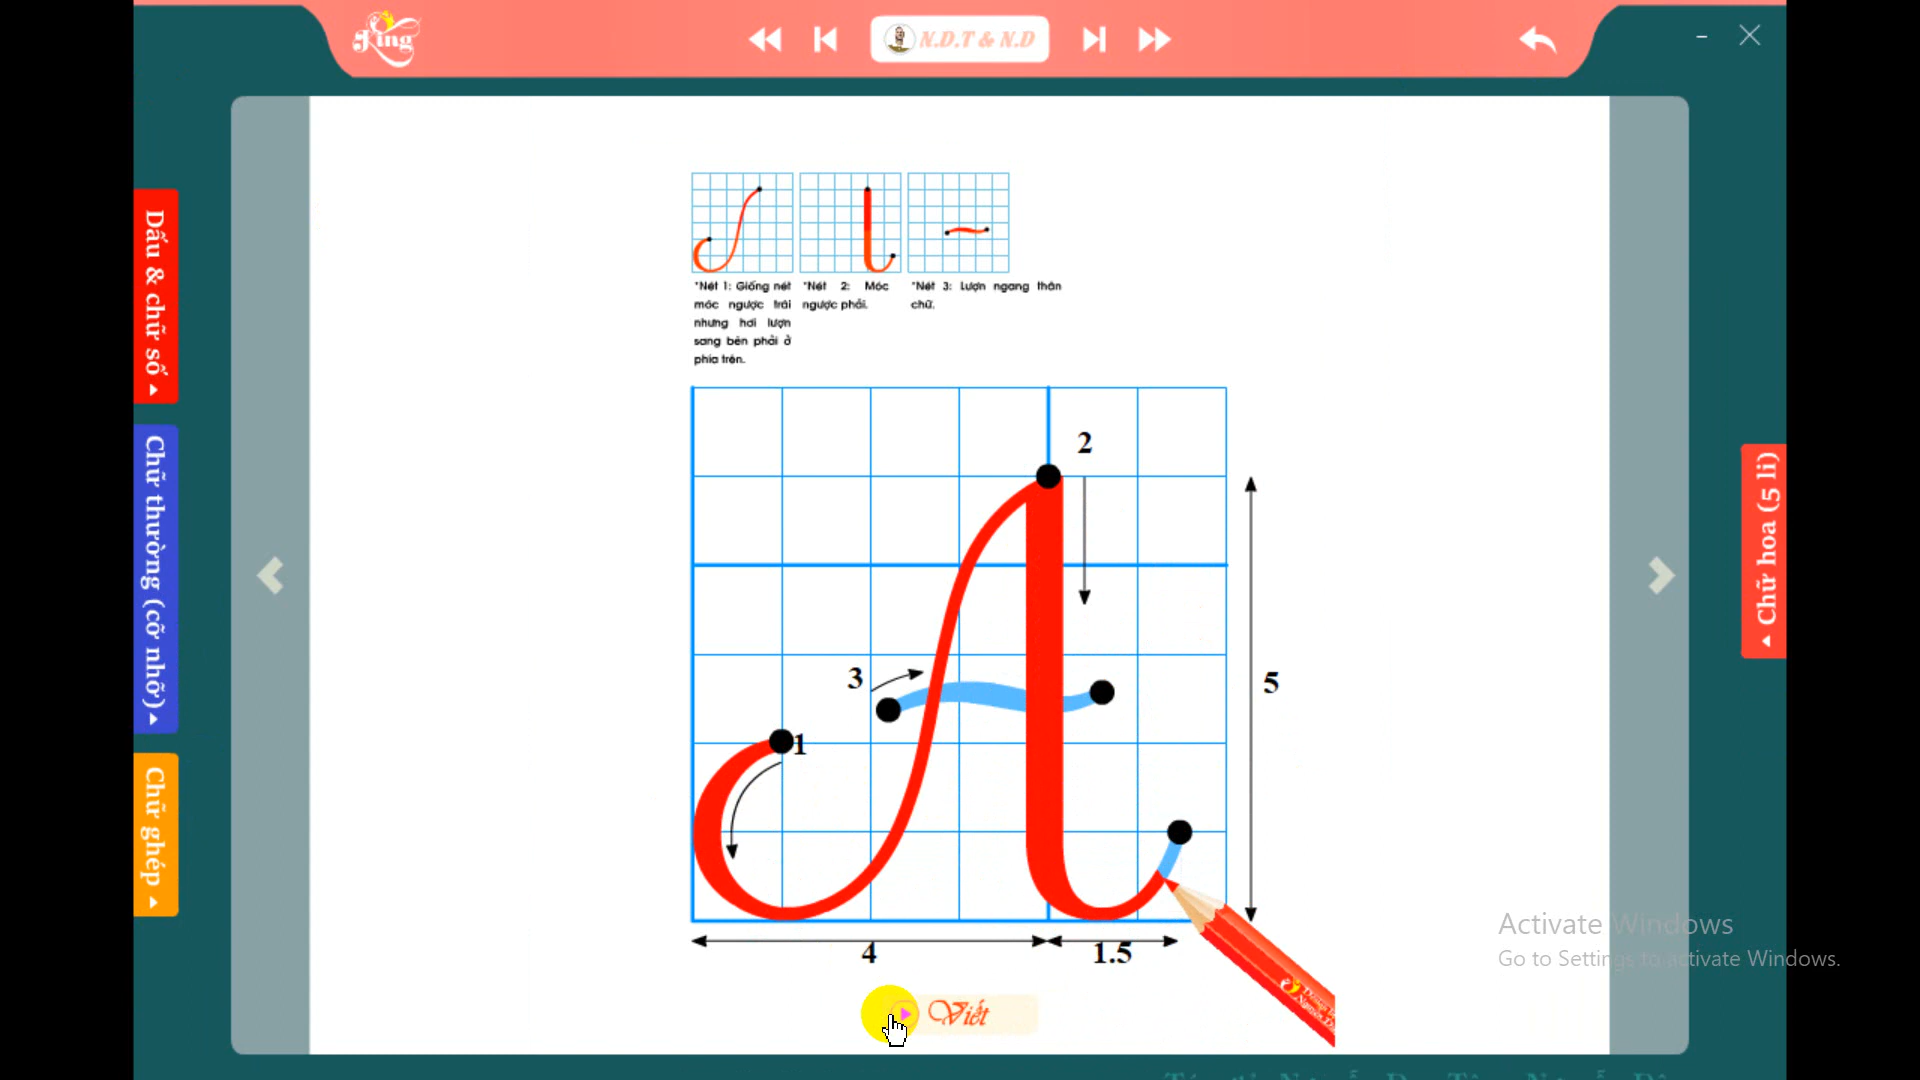 King
N.D.T & N.D
Dấu & chữ số
Chữ thường (cỡ nhỡ)
Chữ ghép
Chữ hoa (5 li)
*Nét 1: Giống nét
móc ngược trái
nhưng hơi lượn
sang bên phải ở
phía trên.
*Nét 2: Móc
ngược phải.
*Nét 3: Lượn ngang thân
chữ.
2
3
1
5
4
1.5
Viết
Activate Windows
Go to Settings to activate Windows.